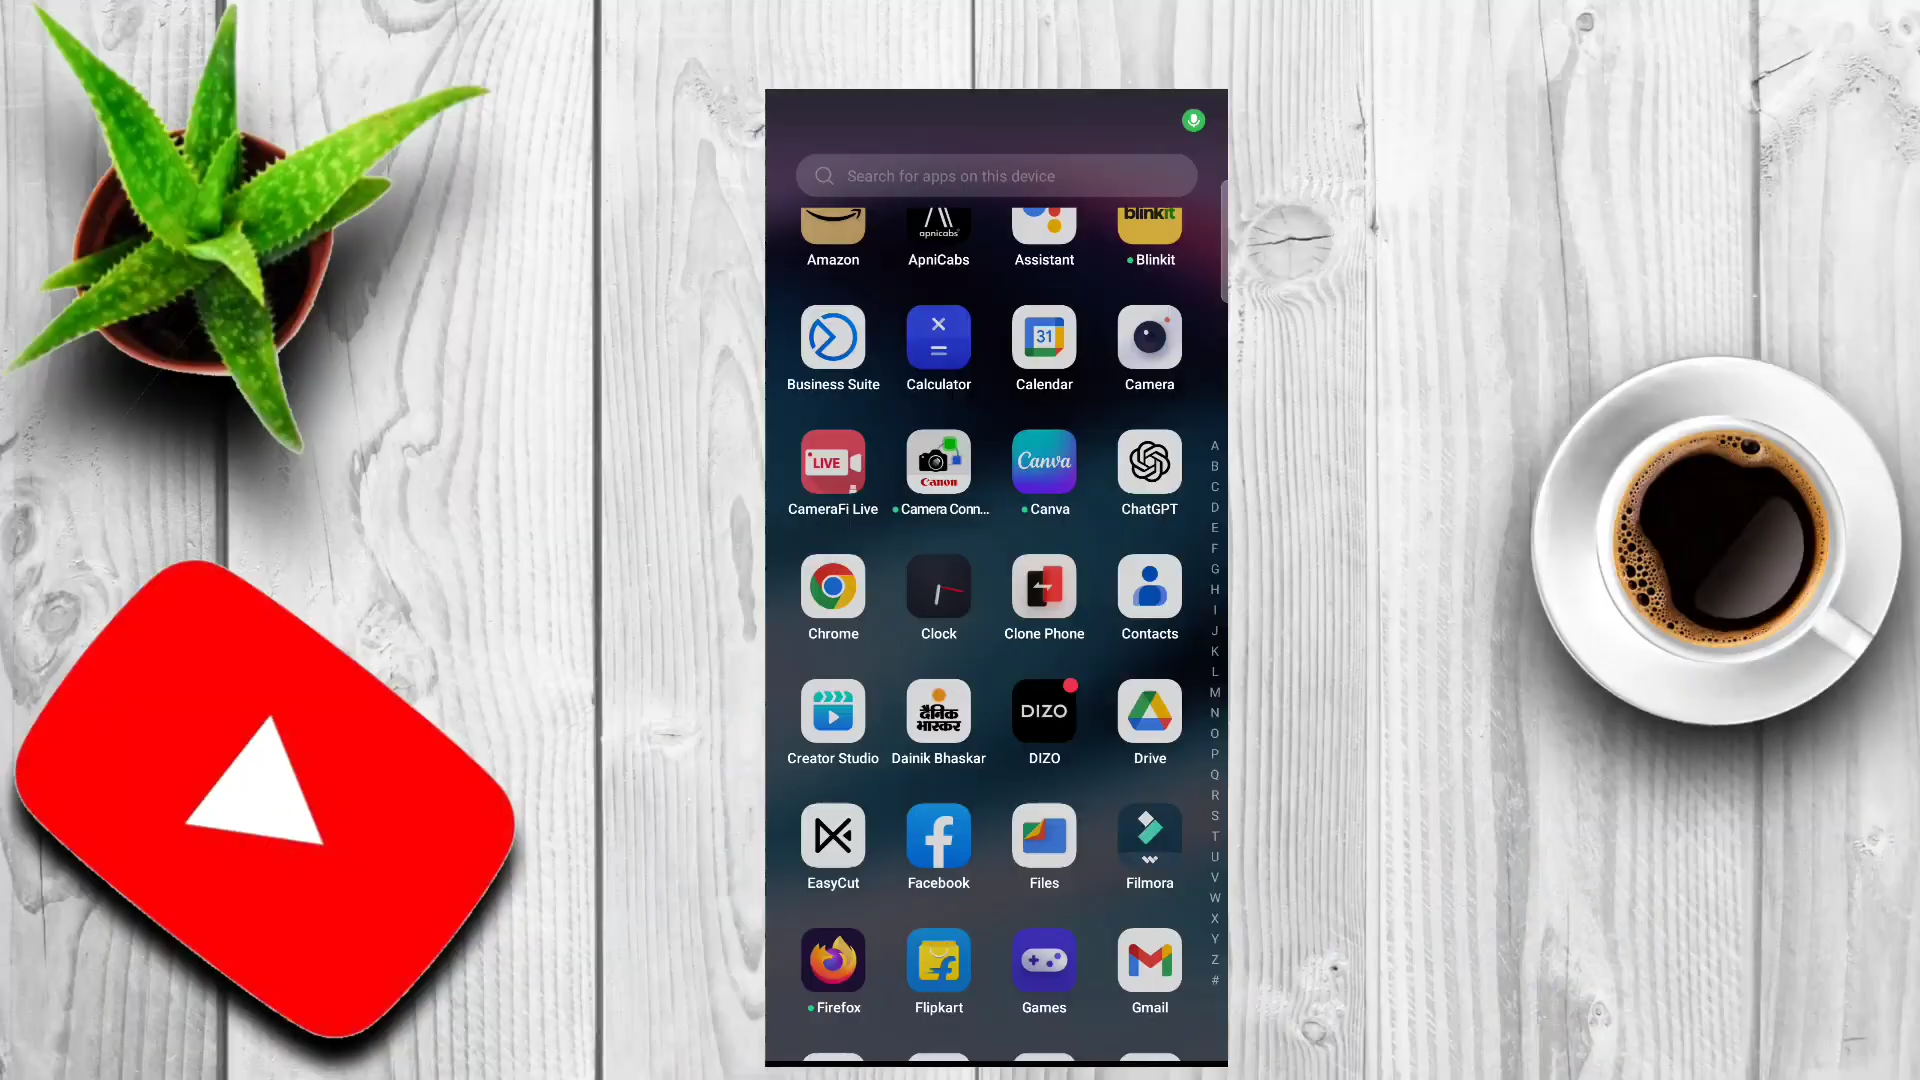 Search for apps on this device
apnicabs
blinkit
Amazon
ApniCabs
Assistant
Blinkit
31
Business Suite
Calculator
Calendar
Camera
LIVE
Canon
Canva
CameraFi Live
Camera Conn...
Canva
ChatGPT
Chrome
Clock
Clone Phone
Contacts
दैनिक
भास्कर
DIZO
Creator Studio
Dainik Bhaskar
DIZO
Drive
EasyCut
Facebook
Files
Filmora
Firefox
Flipkart
Games
Gmail
A
B
C
D
E
F
G
H
I
J
K
L
M
N
O
P
Q
R
S
T
U
V
W
X
Y
Z
#